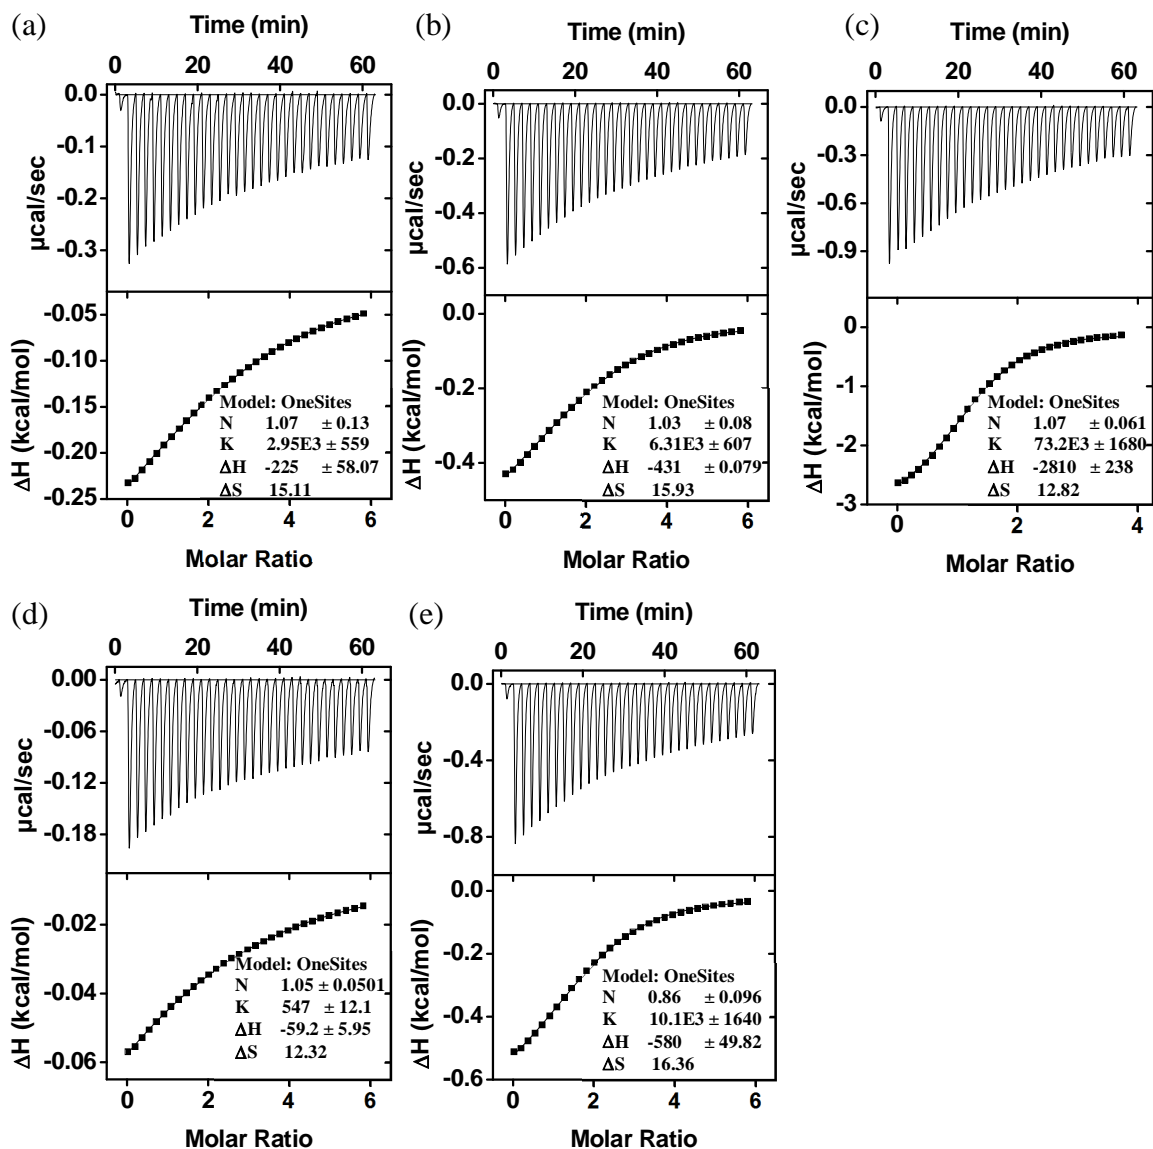 (a)
Time (min)
0 20 40 60
0.0
-0.1
-0.2
-0.3
µcal/sec
-0.05
-0.10
-0.15
-0.20
-0.25
ΔH (kcal/mol)
Model: OneSites
N 1.07 ± 0.13
K 2.95E3 ± 559
ΔH -225 ± 58.07
ΔS 15.11
0 2 4 6
Molar Ratio
(b)
Time (min)
0 20 40 60
0.0
-0.2
-0.4
-0.6
µcal/sec
0.0
-0.2
-0.4
ΔH (kcal/mol)
Model: OneSites
N 1.03 ± 0.08
K 6.31E3 ± 607
ΔH -431 ± 0.079
ΔS 15.93
0 2 4 6
Molar Ratio
(c)
Time (min)
0 20 40 60
0.0
-0.3
-0.6
-0.9
µcal/sec
0
-1
-2
-3
ΔH (kcal/mol)
Model: OneSites
N 1.07 ± 0.061
K 73.2E3 ± 1680
ΔH -2810 ± 238
ΔS 12.82
0 2 4
Molar Ratio
(d)
Time (min)
0 20 40 60
0.00
-0.06
-0.12
-0.18
µcal/sec
-0.02
-0.04
-0.06
ΔH (kcal/mol)
Model: OneSites
N 1.05 ± 0.0501
K 547 ± 12.1
ΔH -59.2 ± 5.95
ΔS 12.32
0 2 4 6
Molar Ratio
(e)
Time (min)
0 20 40 60
0.0
-0.4
-0.8
µcal/sec
0.0
-0.2
-0.4
-0.6
ΔH (kcal/mol)
Model: OneSites
N 0.86 ± 0.096
K 10.1E3 ± 1640
ΔH -580 ± 49.82
ΔS 16.36
0 2 4 6
Molar Ratio